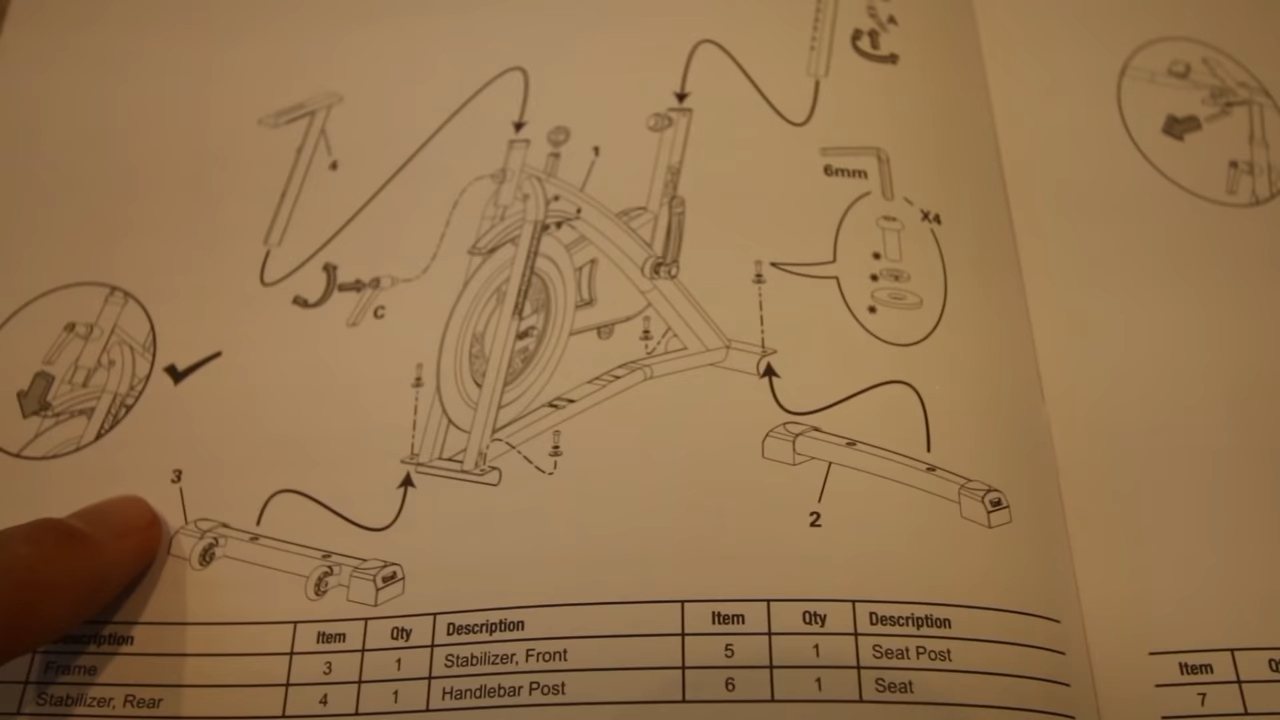 A
4
1
6mm
X4
C
3
2
Item Qty Description Item Qty Description
Frame 3 1 Stabilizer, Front 5 1 Seat Post
Stabilizer, Rear 4 1 Handlebar Post 6 1 Seat
Item
7